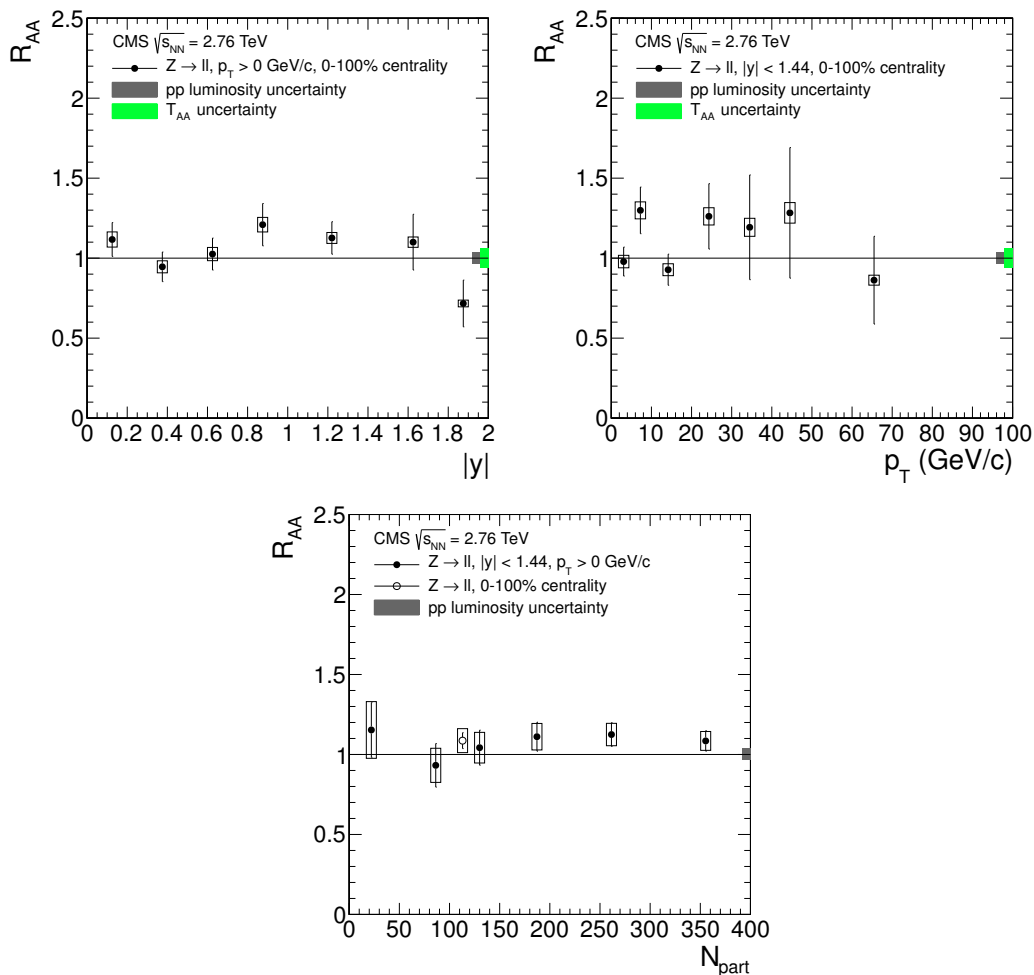 R_AA
2.5
2
1.5
1
0.5
0
CMS √s_NN = 2.76 TeV
Z → ll, p_T > 0 GeV/c, 0-100% centrality
pp luminosity uncertainty
T_AA uncertainty
0 0.2 0.4 0.6 0.8 1 1.2 1.4 1.6 1.8 2
|y|
R_AA
2.5
2
1.5
1
0.5
0
CMS √s_NN = 2.76 TeV
Z → ll, |y| < 1.44, 0-100% centrality
pp luminosity uncertainty
T_AA uncertainty
0 10 20 30 40 50 60 70 80 90 100
p_T (GeV/c)
R_AA
2.5
2
1.5
1
0.5
0
CMS √s_NN = 2.76 TeV
Z → ll, |y| < 1.44, p_T > 0 GeV/c
Z → ll, 0-100% centrality
pp luminosity uncertainty
0 50 100 150 200 250 300 350 400
N_part